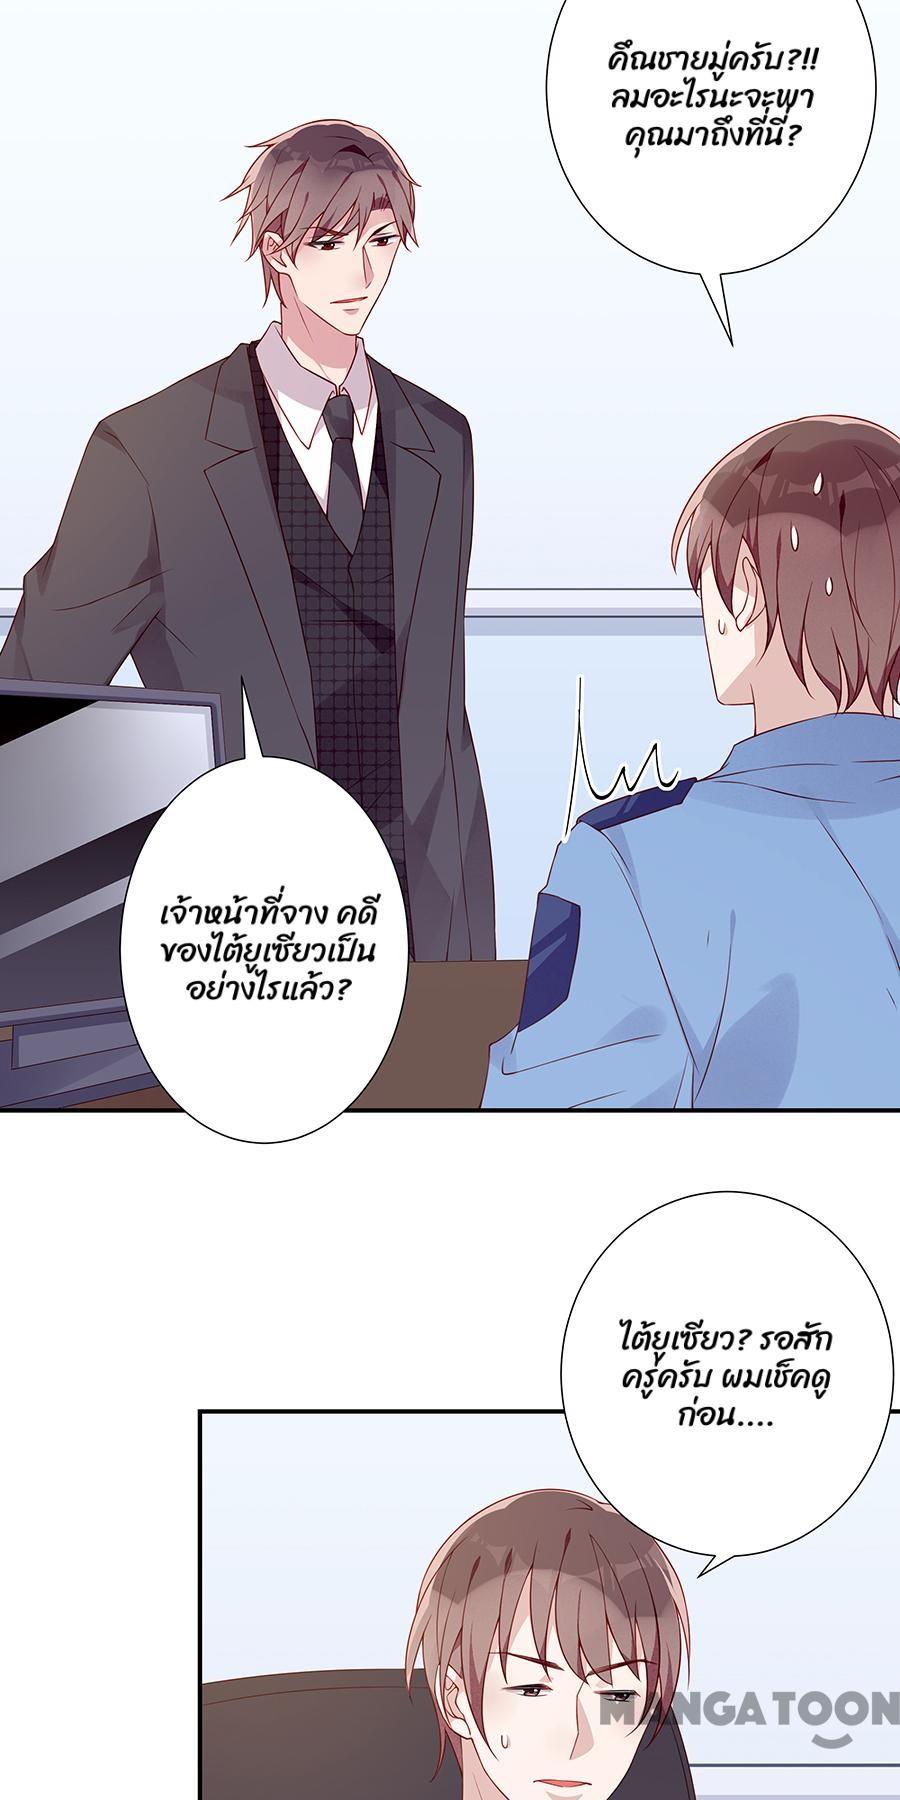 คึณชายมู่ครับ?!!
ลมอะไรนะจะพา
คุณมาถึงที่นี่?
เจ้าหน้าที่จาง คดี
ของไต้ยูเซียวเป็น
อย่างไรแล้ว?
ไต้ยูเซียว? รอสัก
ครู่ครับ ผมเช็คดู
ก่อน....
MANGATOON